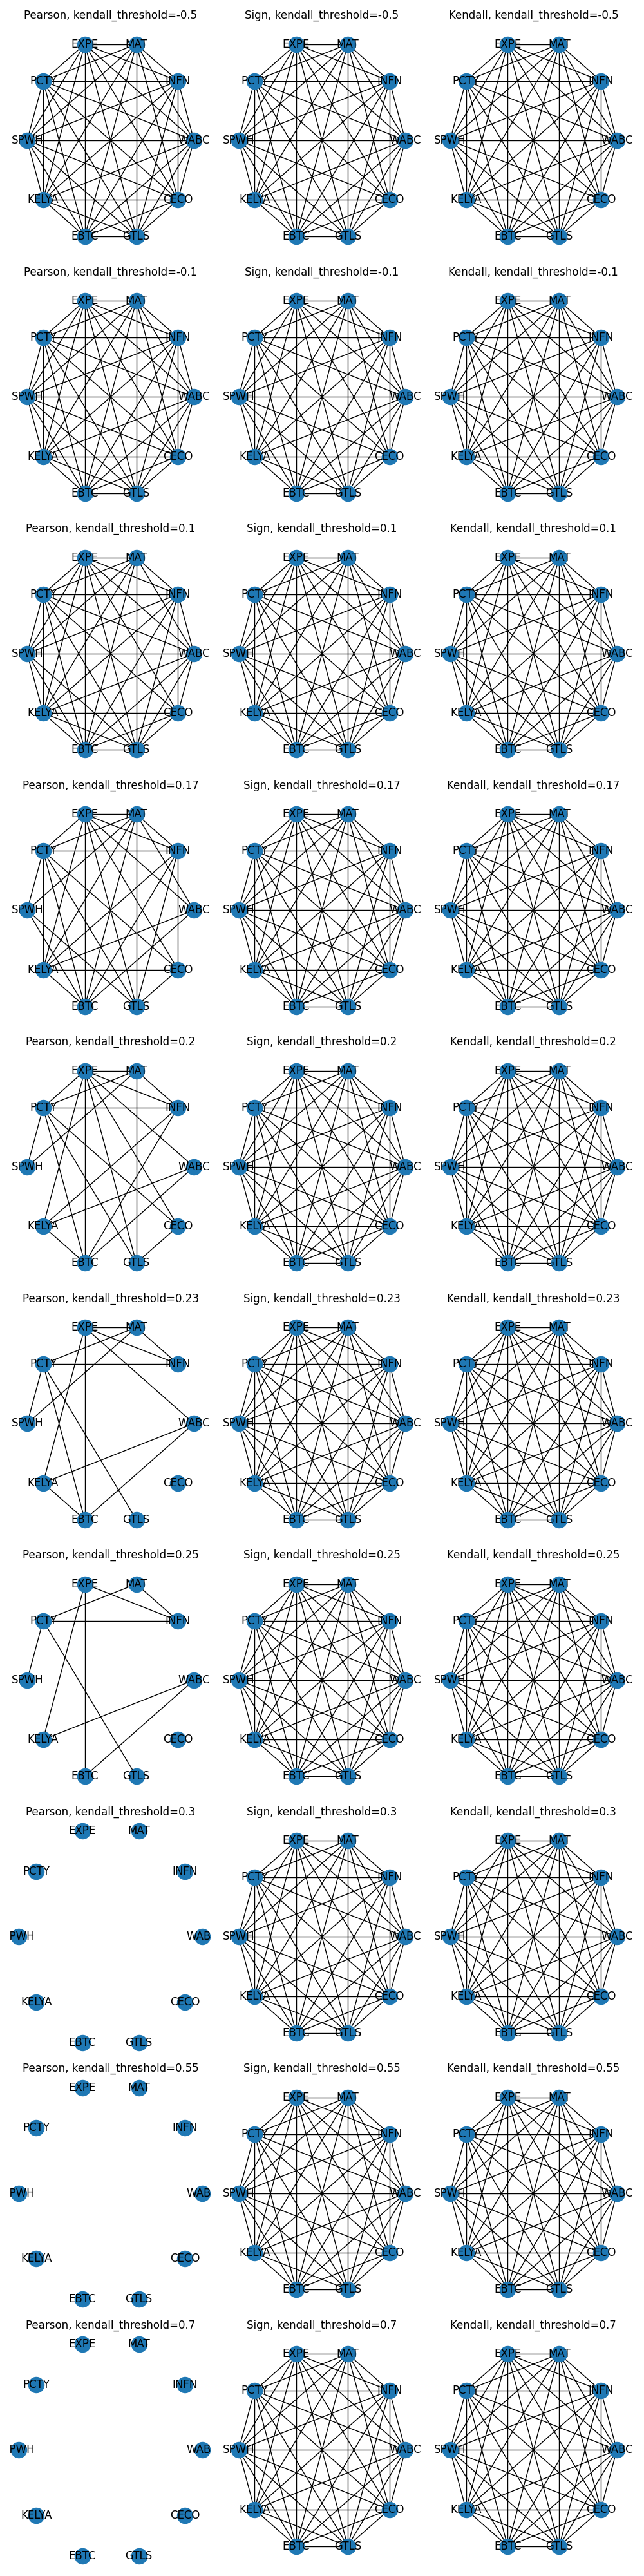 Pearson, kendall_threshold=-0.5 Sign, kendall_threshold=-0.5 Kendall, kendall_threshold=-0.5
EXPE MAT EXPE MAT EXPE MAT
PCTY INFN PCTY INFN PCTY INFN
SPWH WABC SPWH WABC SPWH WABC
KELYA CECO KELYA CECO KELYA CECO
EBTC GTLS EBTC GTLS EBTC GTLS
Pearson, kendall_threshold=-0.1 Sign, kendall_threshold=-0.1 Kendall, kendall_threshold=-0.1
EXPE MAT EXPE MAT EXPE MAT
PCTY INFN PCTY INFN PCTY INFN
SPWH WABC SPWH WABC SPWH WABC
KELYA CECO KELYA CECO KELYA CECO
EBTC GTLS EBTC GTLS EBTC GTLS
Pearson, kendall_threshold=0.1 Sign, kendall_threshold=0.1 Kendall, kendall_threshold=0.1
EXPE MAT EXPE MAT EXPE MAT
PCTY INFN PCTY INFN PCTY INFN
SPWH WABC SPWH WABC SPWH WABC
KELYA CECO KELYA CECO KELYA CECO
EBTC GTLS EBTC GTLS EBTC GTLS
Pearson, kendall_threshold=0.17 Sign, kendall_threshold=0.17 Kendall, kendall_threshold=0.17
EXPE MAT EXPE MAT EXPE MAT
PCTY INFN PCTY INFN PCTY INFN
SPWH WABC SPWH WABC SPWH WABC
KELYA CECO KELYA CECO KELYA CECO
EBTC GTLS EBTC GTLS EBTC GTLS
Pearson, kendall_threshold=0.2 Sign, kendall_threshold=0.2 Kendall, kendall_threshold=0.2
EXPE MAT EXPE MAT EXPE MAT
PCTY INFN PCTY INFN PCTY INFN
SPWH WABC SPWH WABC SPWH WABC
KELYA CECO KELYA CECO KELYA CECO
EBTC GTLS EBTC GTLS EBTC GTLS
Pearson, kendall_threshold=0.23 Sign, kendall_threshold=0.23 Kendall, kendall_threshold=0.23
EXPE MAT EXPE MAT EXPE MAT
PCTY INFN PCTY INFN PCTY INFN
SPWH WABC SPWH WABC SPWH WABC
KELYA CECO KELYA CECO KELYA CECO
EBTC GTLS EBTC GTLS EBTC GTLS
Pearson, kendall_threshold=0.25 Sign, kendall_threshold=0.25 Kendall, kendall_threshold=0.25
EXPE MAT EXPE MAT EXPE MAT
PCTY INFN PCTY INFN PCTY INFN
SPWH WABC SPWH WABC SPWH WABC
KELYA CECO KELYA CECO KELYA CECO
EBTC GTLS EBTC GTLS EBTC GTLS
Pearson, kendall_threshold=0.3 Sign, kendall_threshold=0.3 Kendall, kendall_threshold=0.3
EXPE MAT EXPE MAT EXPE MAT
PCTY INFN PCTY INFN PCTY INFN
PWH WAB SPWH WABC SPWH WABC
KELYA CECO KELYA CECO KELYA CECO
EBTC GTLS EBTC GTLS EBTC GTLS
Pearson, kendall_threshold=0.55 Sign, kendall_threshold=0.55 Kendall, kendall_threshold=0.55
EXPE MAT EXPE MAT EXPE MAT
PCTY INFN PCTY INFN PCTY INFN
PWH WAB SPWH WABC SPWH WABC
KELYA CECO KELYA CECO KELYA CECO
EBTC GTLS EBTC GTLS EBTC GTLS
Pearson, kendall_threshold=0.7 Sign, kendall_threshold=0.7 Kendall, kendall_threshold=0.7
EXPE MAT EXPE MAT EXPE MAT
PCTY INFN PCTY INFN PCTY INFN
PWH WAB SPWH WABC SPWH WABC
KELYA CECO KELYA CECO KELYA CECO
EBTC GTLS EBTC GTLS EBTC GTLS